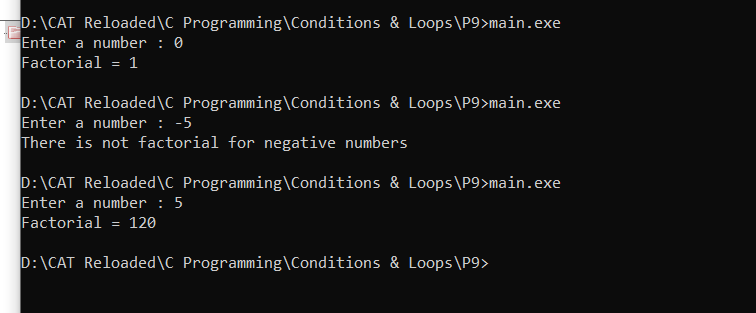 D:\CAT Reloaded\C Programming\Conditions & Loops\P9>main.exe
Enter a number : 0
Factorial = 1
D:\CAT Reloaded\C Programming\Conditions & Loops\P9>main.exe
Enter a number : -5
There is not factorial for negative numbers
D:\CAT Reloaded\C Programming\Conditions & Loops\P9>main.exe
Enter a number : 5
Factorial = 120
D:\CAT Reloaded\C Programming\Conditions & Loops\P9>